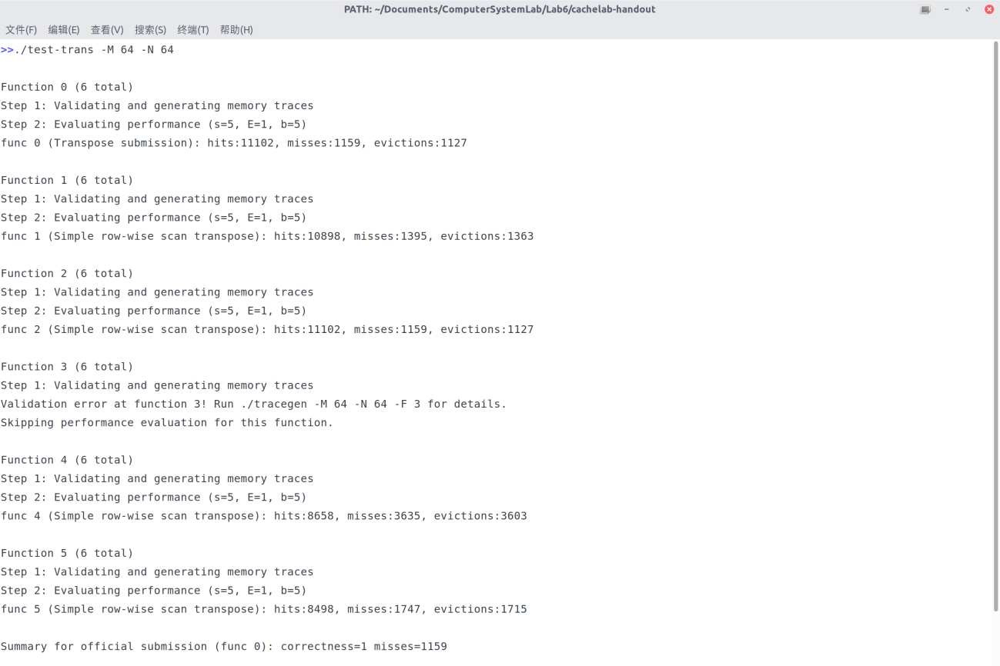 PATH: ~/Documents/ComputerSystemLab/Lab6/cachelab-handout
文件(F) 编辑(E) 查看(V) 搜索(S) 终端(T) 帮助(H)
>>./test-trans -M 64 -N 64
Function 0 (6 total)
Step 1: Validating and generating memory traces
Step 2: Evaluating performance (s=5, E=1, b=5)
func 0 (Transpose submission): hits:11102, misses:1159, evictions:1127
Function 1 (6 total)
Step 1: Validating and generating memory traces
Step 2: Evaluating performance (s=5, E=1, b=5)
func 1 (Simple row-wise scan transpose): hits:10898, misses:1395, evictions:1363
Function 2 (6 total)
Step 1: Validating and generating memory traces
Step 2: Evaluating performance (s=5, E=1, b=5)
func 2 (Simple row-wise scan transpose): hits:11102, misses:1159, evictions:1127
Function 3 (6 total)
Step 1: Validating and generating memory traces
Validation error at function 3! Run ./tracegen -M 64 -N 64 -F 3 for details.
Skipping performance evaluation for this function.
Function 4 (6 total)
Step 1: Validating and generating memory traces
Step 2: Evaluating performance (s=5, E=1, b=5)
func 4 (Simple row-wise scan transpose): hits:8658, misses:3635, evictions:3603
Function 5 (6 total)
Step 1: Validating and generating memory traces
Step 2: Evaluating performance (s=5, E=1, b=5)
func 5 (Simple row-wise scan transpose): hits:8498, misses:1747, evictions:1715
Summary for official submission (func 0): correctness=1 misses=1159